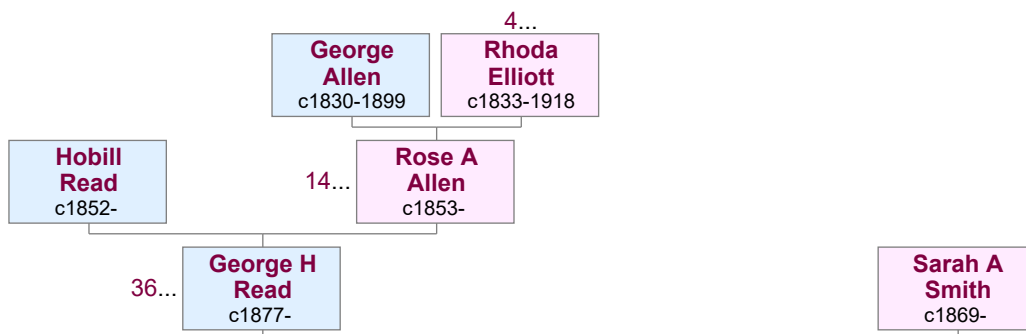 4...
George
Allen
c1830-1899
Rhoda
Elliott
c1833-1918
Hobill
Read
c1852-
14...
Rose A
Allen
c1853-
36...
George H
Read
c1877-
Sarah A
Smith
c1869-